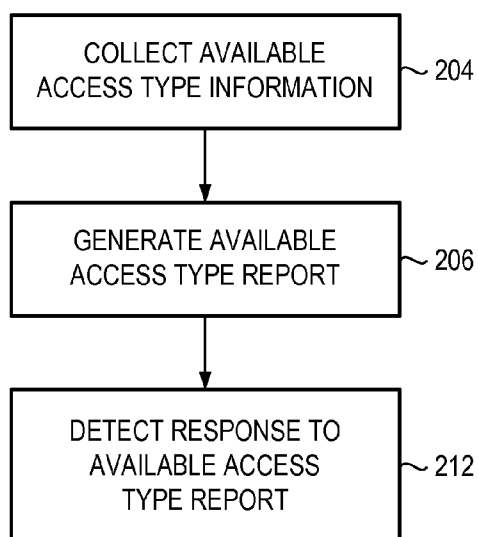 COLLECT AVAILABLE
ACCESS TYPE INFORMATION
204
GENERATE AVAILABLE
ACCESS TYPE REPORT
206
DETECT RESPONSE TO
AVAILABLE ACCESS
TYPE REPORT
212